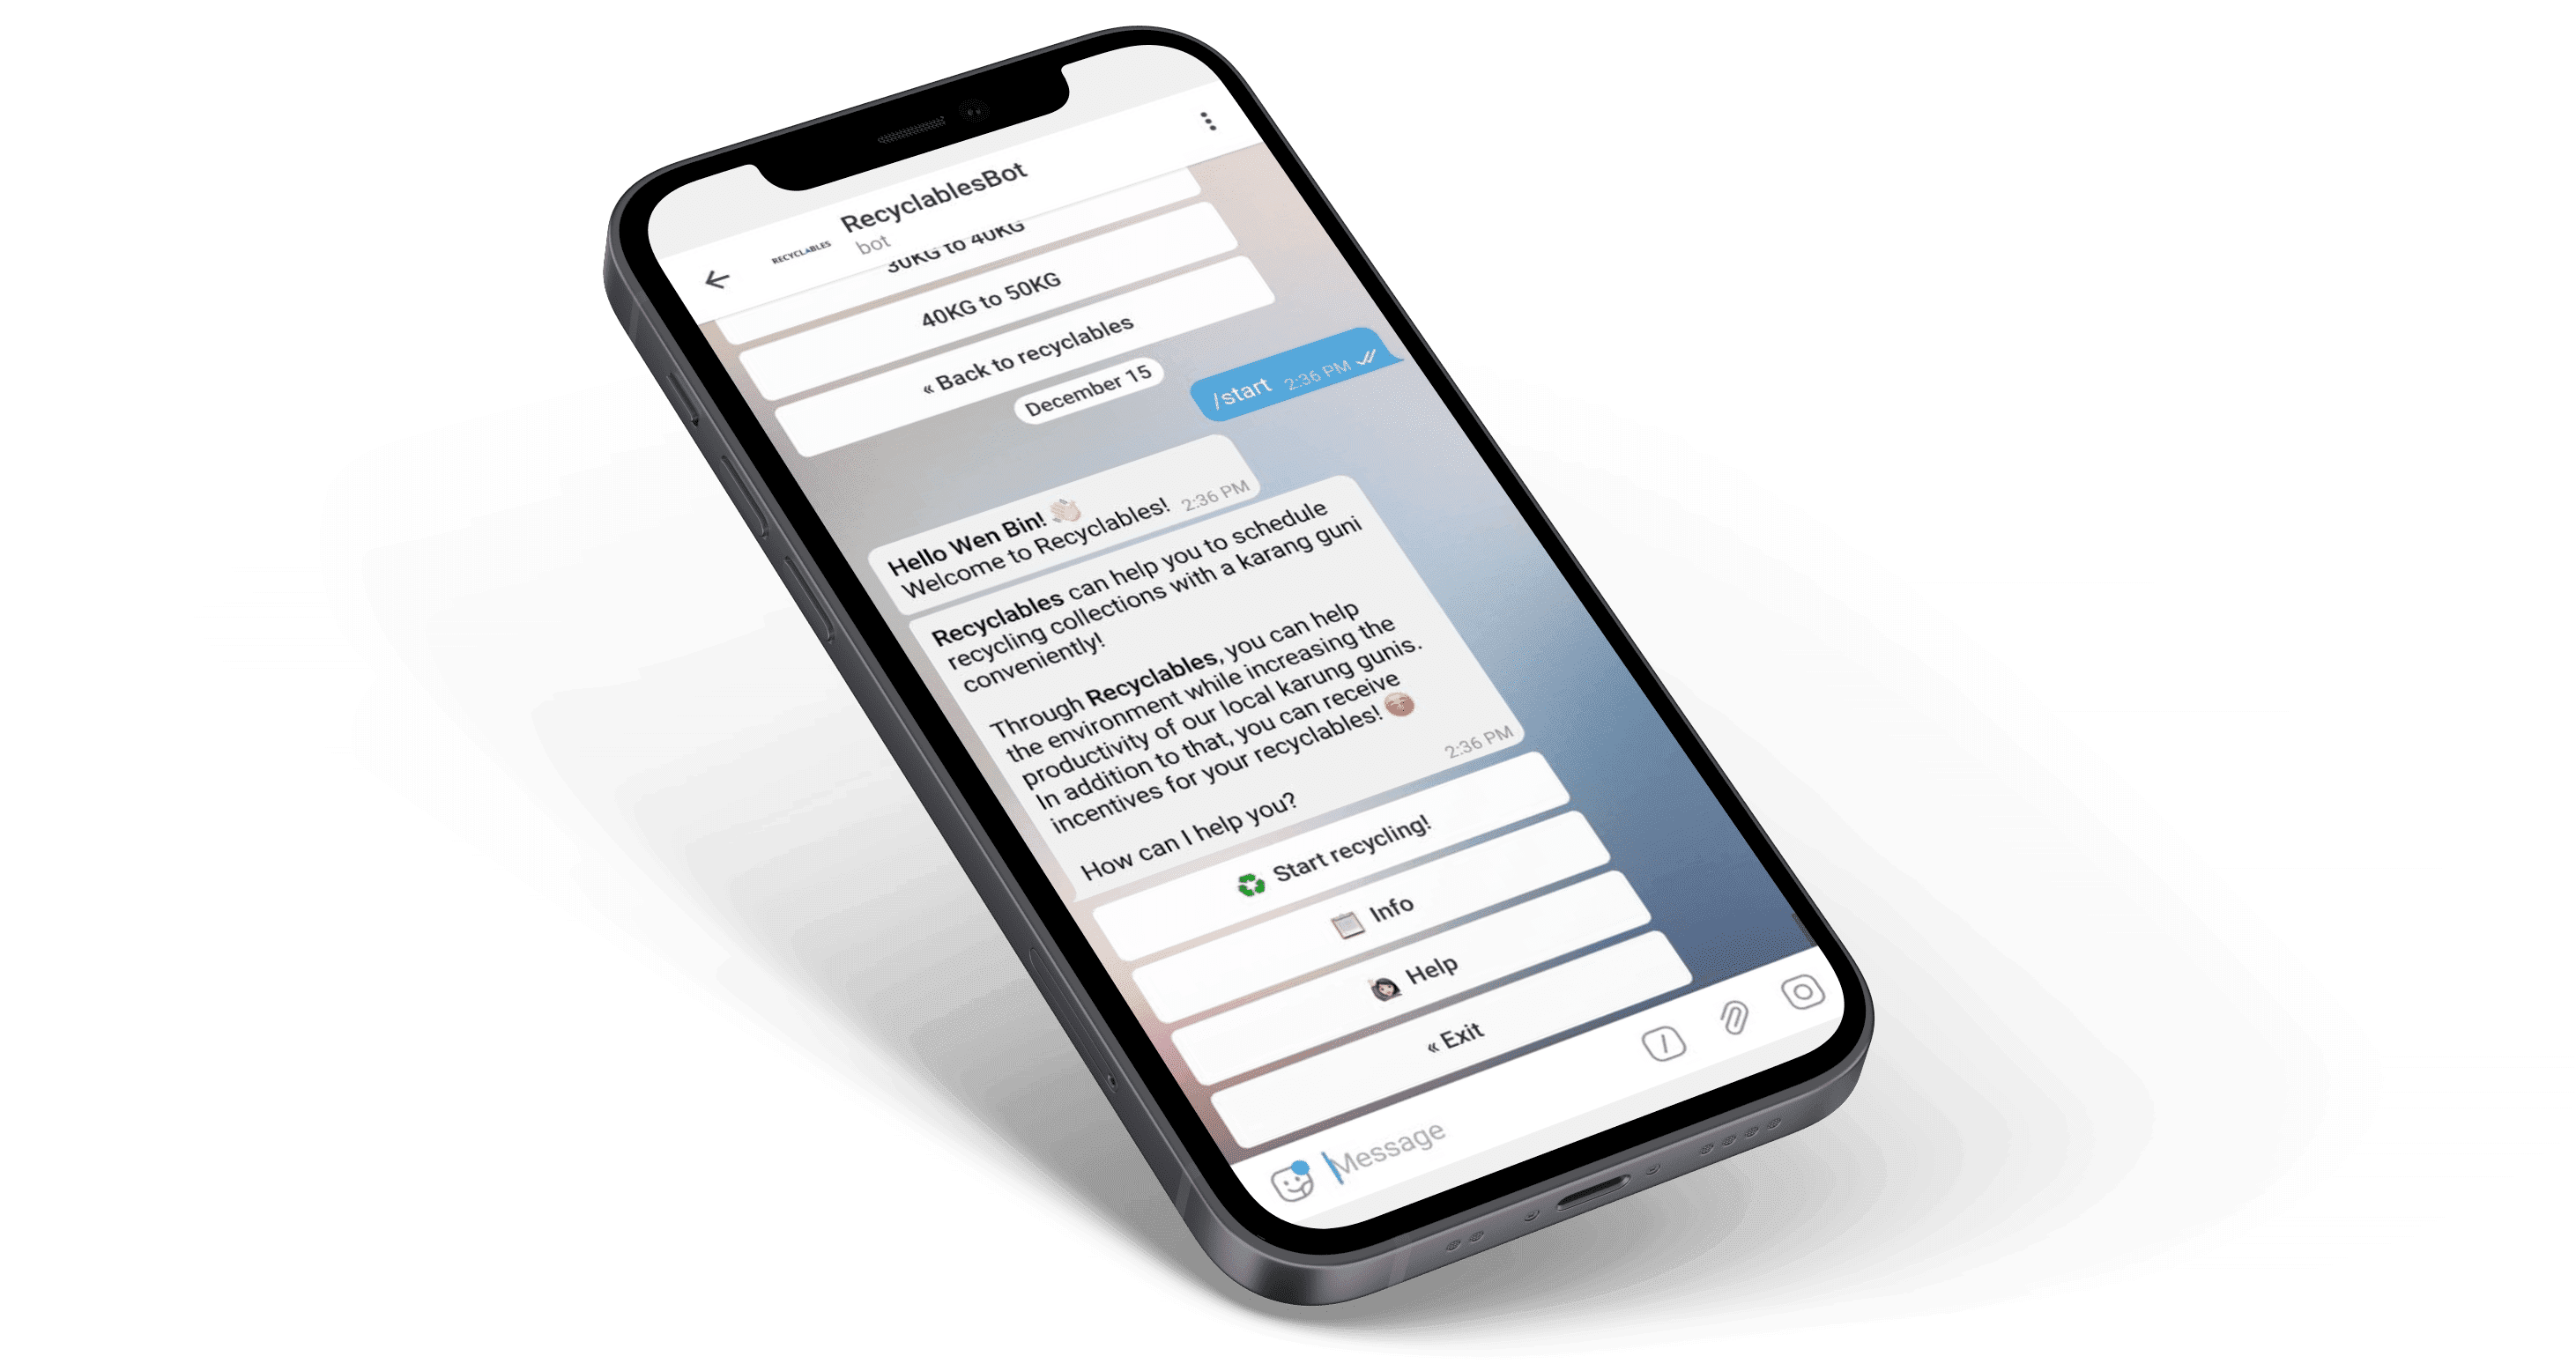 RECYCLABLES
RecyclablesBot
bot
30KG to 40KG
40KG to 50KG
« Back to recyclables
December 15
/start 2:36 PM
Hello Wen Bin! 👋🏻
Welcome to Recyclables! 2:36 PM
Recyclables can help you to schedule
recycling collections with a karang guni
conveniently!
Through Recyclables, you can help
the environment while increasing the
productivity of our local karung gunis.
In addition to that, you can receive
incentives for your recyclables!
2:36 PM
How can I help you?
♻️ Start recycling!
📋 Info
🙋🏻‍♀️ Help
« Exit
/
Message